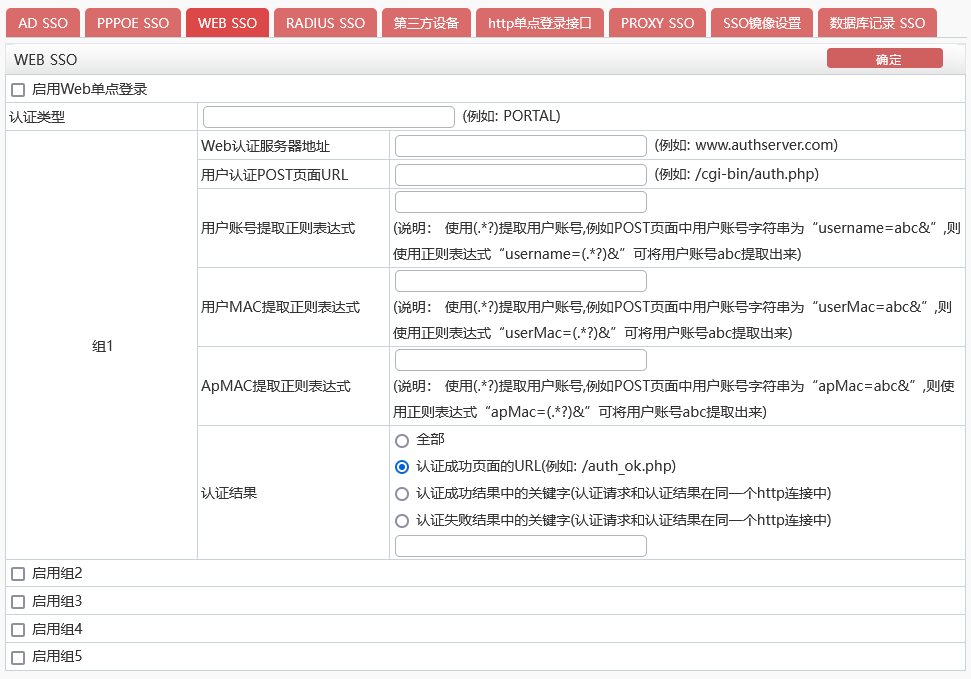 AD SSO
PPPOE SSO
WEB SSO
RADIUS SSO
第三方设备
http单点登录接口
PROXY SSO
SSO镜像设置
数据库记录 SSO
WEB SSO
确定
启用Web单点登录
认证类型
(例如: PORTAL)
组1
Web认证服务器地址
(例如: www.authserver.com)
用户认证POST页面URL
(例如: /cgi-bin/auth.php)
用户账号提取正则表达式
(说明： 使用(.*?)提取用户账号,例如POST页面中用户账号字符串为“username=abc&”,则
使用正则表达式“username=(.*?)&”可将用户账号abc提取出来)
用户MAC提取正则表达式
(说明： 使用(.*?)提取用户账号,例如POST页面中用户账号字符串为“userMac=abc&”,则
使用正则表达式“userMac=(.*?)&”可将用户账号abc提取出来)
ApMAC提取正则表达式
(说明： 使用(.*?)提取用户账号,例如POST页面中用户账号字符串为“apMac=abc&”,则使
用正则表达式“apMac=(.*?)&”可将用户账号abc提取出来)
认证结果
全部
认证成功页面的URL(例如: /auth_ok.php)
认证成功结果中的关键字(认证请求和认证结果在同一个http连接中)
认证失败结果中的关键字(认证请求和认证结果在同一个http连接中)
启用组2
启用组3
启用组4
启用组5